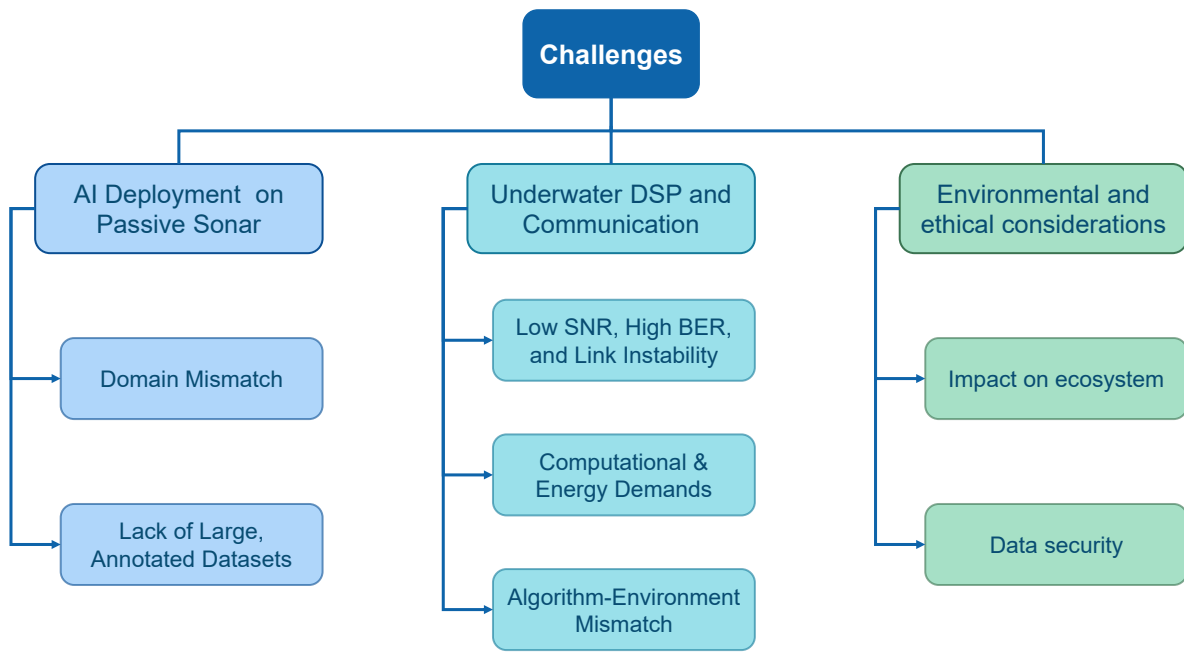 Challenges
AI Deployment on
Passive Sonar
Domain Mismatch
Lack of Large,
Annotated Datasets
Underwater DSP and
Communication
Low SNR, High BER,
and Link Instability
Computational &
Energy Demands
Algorithm-Environment
Mismatch
Environmental and
ethical considerations
Impact on ecosystem
Data security